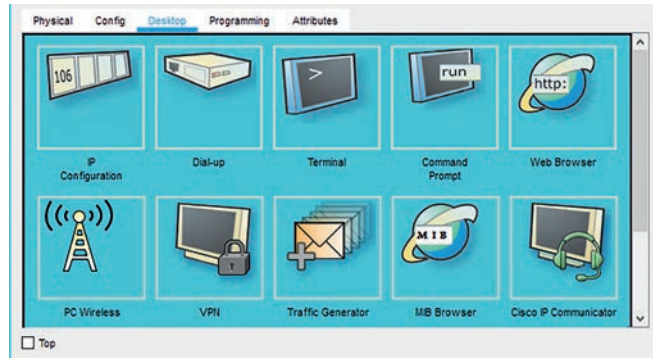 Physical Config Desktop Programming Attributes
106
>
run
http:
IP
Configuration
Dial-up
Terminal
Command
Prompt
Web Browser
MIB
PC Wireless
VPN
Traffic Generator
MIB Browser
Cisco IP Communicator
Top